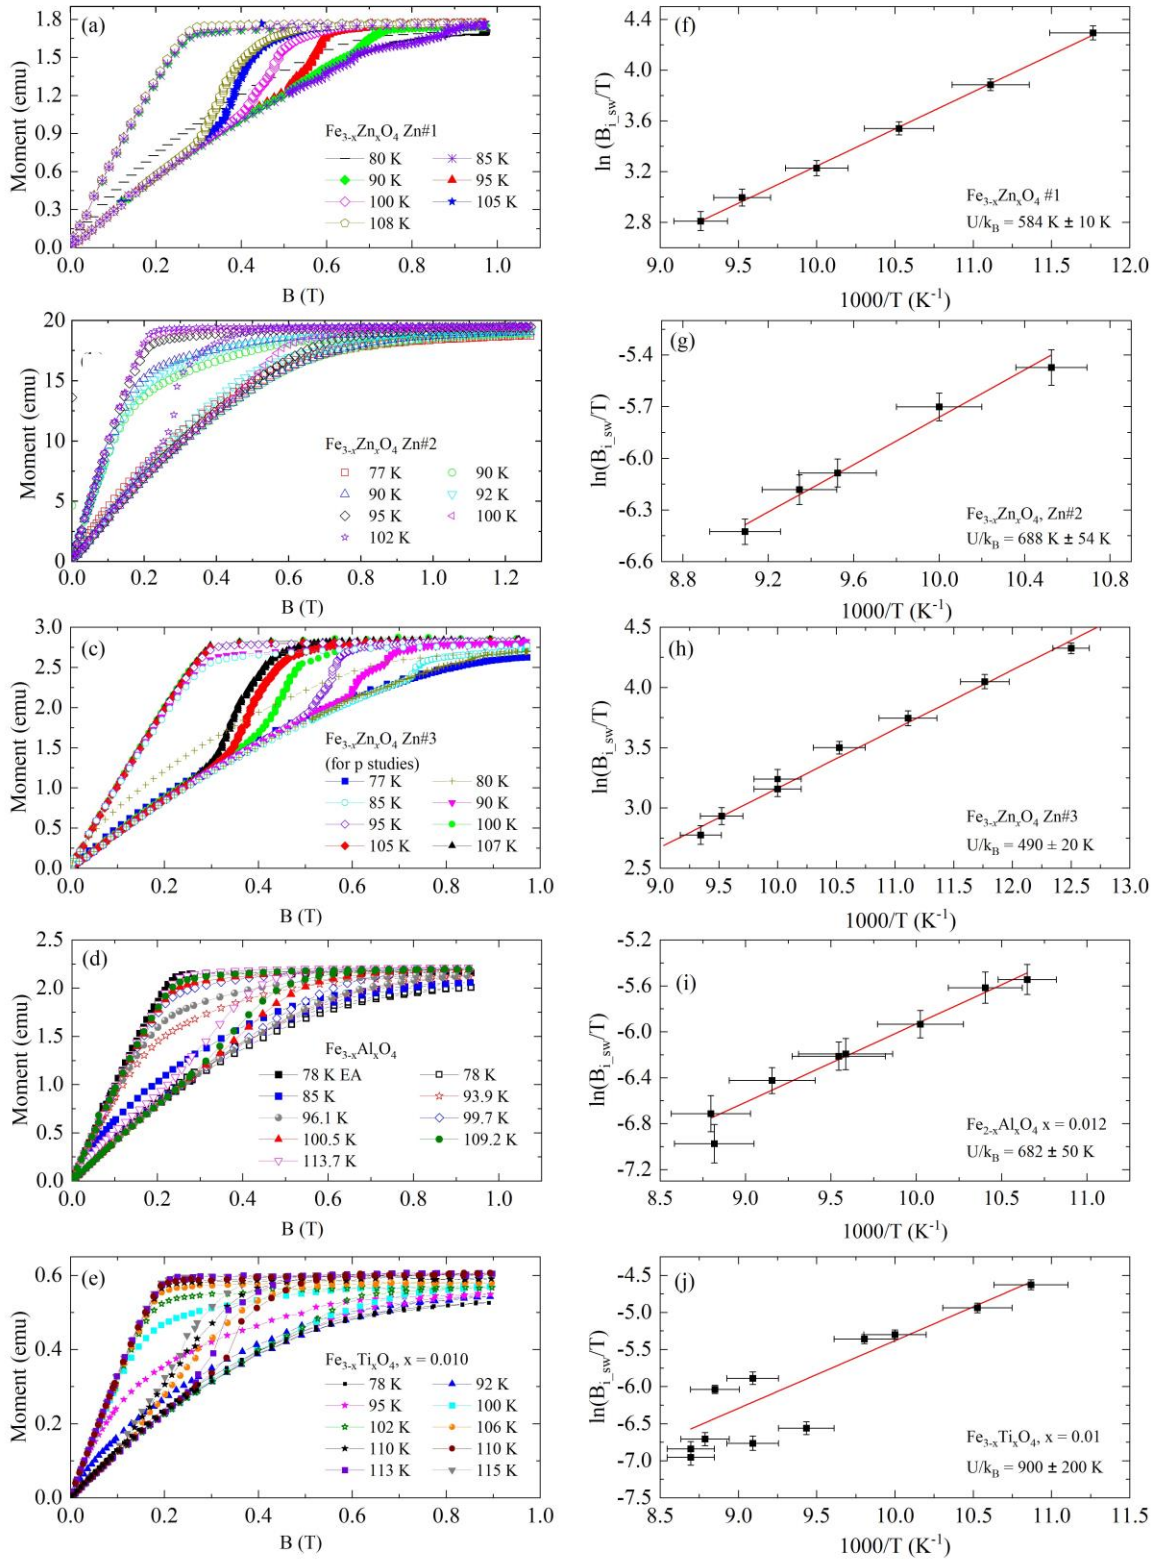 (a)
Moment (emu)
1.8
1.5
1.2
0.9
0.6
0.3
0.0
Fe3-xZnxO4 Zn#1
80 K 85 K
90 K 95 K
100 K 105 K
108 K
0.0 0.2 0.4 0.6 0.8 1.0
B (T)
(f)
ln (Bi_sw/T)
4.4
4.0
3.6
3.2
2.8
Fe3-xZnxO4 #1
U/kB = 584 K ± 10 K
9.0 9.5 10.0 10.5 11.0 11.5 12.0
1000/T (K-1)
Moment (emu)
20
15
10
5
0
Fe3-xZnxO4 Zn#2
77 K 90 K
90 K 92 K
95 K 100 K
102 K
0.0 0.2 0.4 0.6 0.8 1.0 1.2
B (T)
(g)
ln(Bi_sw/T)
-5.4
-5.7
-6.0
-6.3
-6.6
Fe3-xZnxO4, Zn#2
U/kB = 688 K ± 54 K
8.8 9.2 9.6 10.0 10.4 10.8
1000/T (K-1)
(c)
Moment (emu)
3.0
2.5
2.0
1.5
1.0
0.5
0.0
Fe3-xZnxO4 Zn#3
(for p studies)
77 K 80 K
85 K 90 K
95 K 100 K
105 K 107 K
0.0 0.2 0.4 0.6 0.8 1.0
B (T)
(h)
ln(Bi_sw/T)
4.5
4.0
3.5
3.0
2.5
Fe3-xZnxO4 Zn#3
U/kB = 490 ± 20 K
9.0 9.5 10.0 10.5 11.0 11.5 12.0 12.5 13.0
1000/T (K-1)
(d)
Moment (emu)
2.5
2.0
1.5
1.0
0.5
0.0
Fe3-xAlxO4
78 K EA 78 K
85 K 93.9 K
96.1 K 99.7 K
100.5 K 109.2 K
113.7 K
0.0 0.2 0.4 0.6 0.8 1.0
B (T)
(i)
ln(Bi_sw/T)
-5.2
-5.6
-6.0
-6.4
-6.8
-7.2
Fe2-xAlxO4 x = 0.012
U/kB = 682 ± 50 K
8.5 9.0 9.5 10.0 10.5 11.0
1000/T (K-1)
(e)
Moment (emu)
0.6
0.4
0.2
0.0
Fe3-xTixO4, x = 0.010
78 K 92 K
95 K 100 K
102 K 106 K
110 K 110 K
113 K 115 K
0.0 0.2 0.4 0.6 0.8 1.0
B (T)
(j)
ln(Bi_sw/T)
-4.5
-5.0
-5.5
-6.0
-6.5
-7.0
-7.5
Fe3-xTixO4, x = 0.01
U/kB = 900 ± 200 K
8.5 9.0 9.5 10.0 10.5 11.0 11.5
1000/T (K-1)